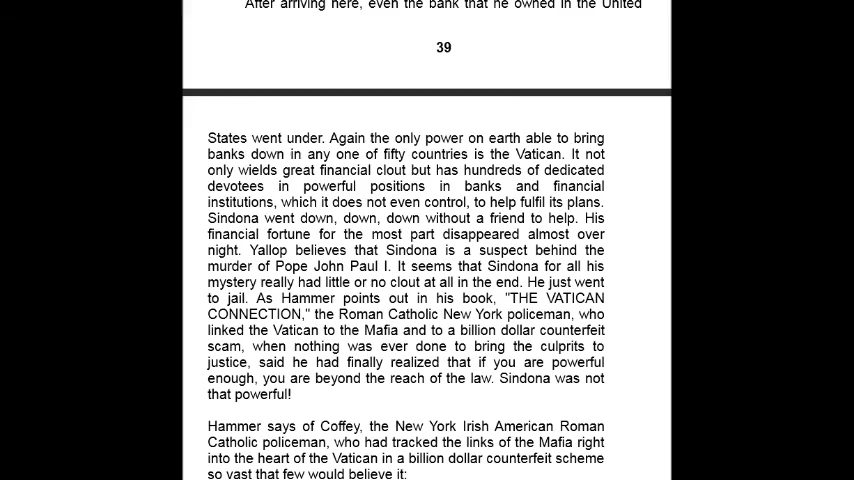 After arriving here, even the bank that he owned in the United
39
States went under. Again the only power on earth able to bring
banks down in any one of fifty countries is the Vatican. It not
only wields great financial clout but has hundreds of dedicated
devotees in powerful positions in banks and financial
institutions, which it does not even control, to help fulfil its plans.
Sindona went down, down, down without a friend to help. His
financial fortune for the most part disappeared almost over
night. Yallop believes that Sindona is a suspect behind the
murder of Pope John Paul I. It seems that Sindona for all his
mystery really had little or no clout at all in the end. He just went
to jail. As Hammer points out in his book, "THE VATICAN
CONNECTION," the Roman Catholic New York policeman, who
linked the Vatican to the Mafia and to a billion dollar counterfeit
scam, when nothing was ever done to bring the culprits to
justice, said he had finally realized that if you are powerful
enough, you are beyond the reach of the law. Sindona was not
that powerful!
Hammer says of Coffey, the New York Irish American Roman
Catholic policeman, who had tracked the links of the Mafia right
into the heart of the Vatican in a billion dollar counterfeit scheme
so vast that few would believe it: